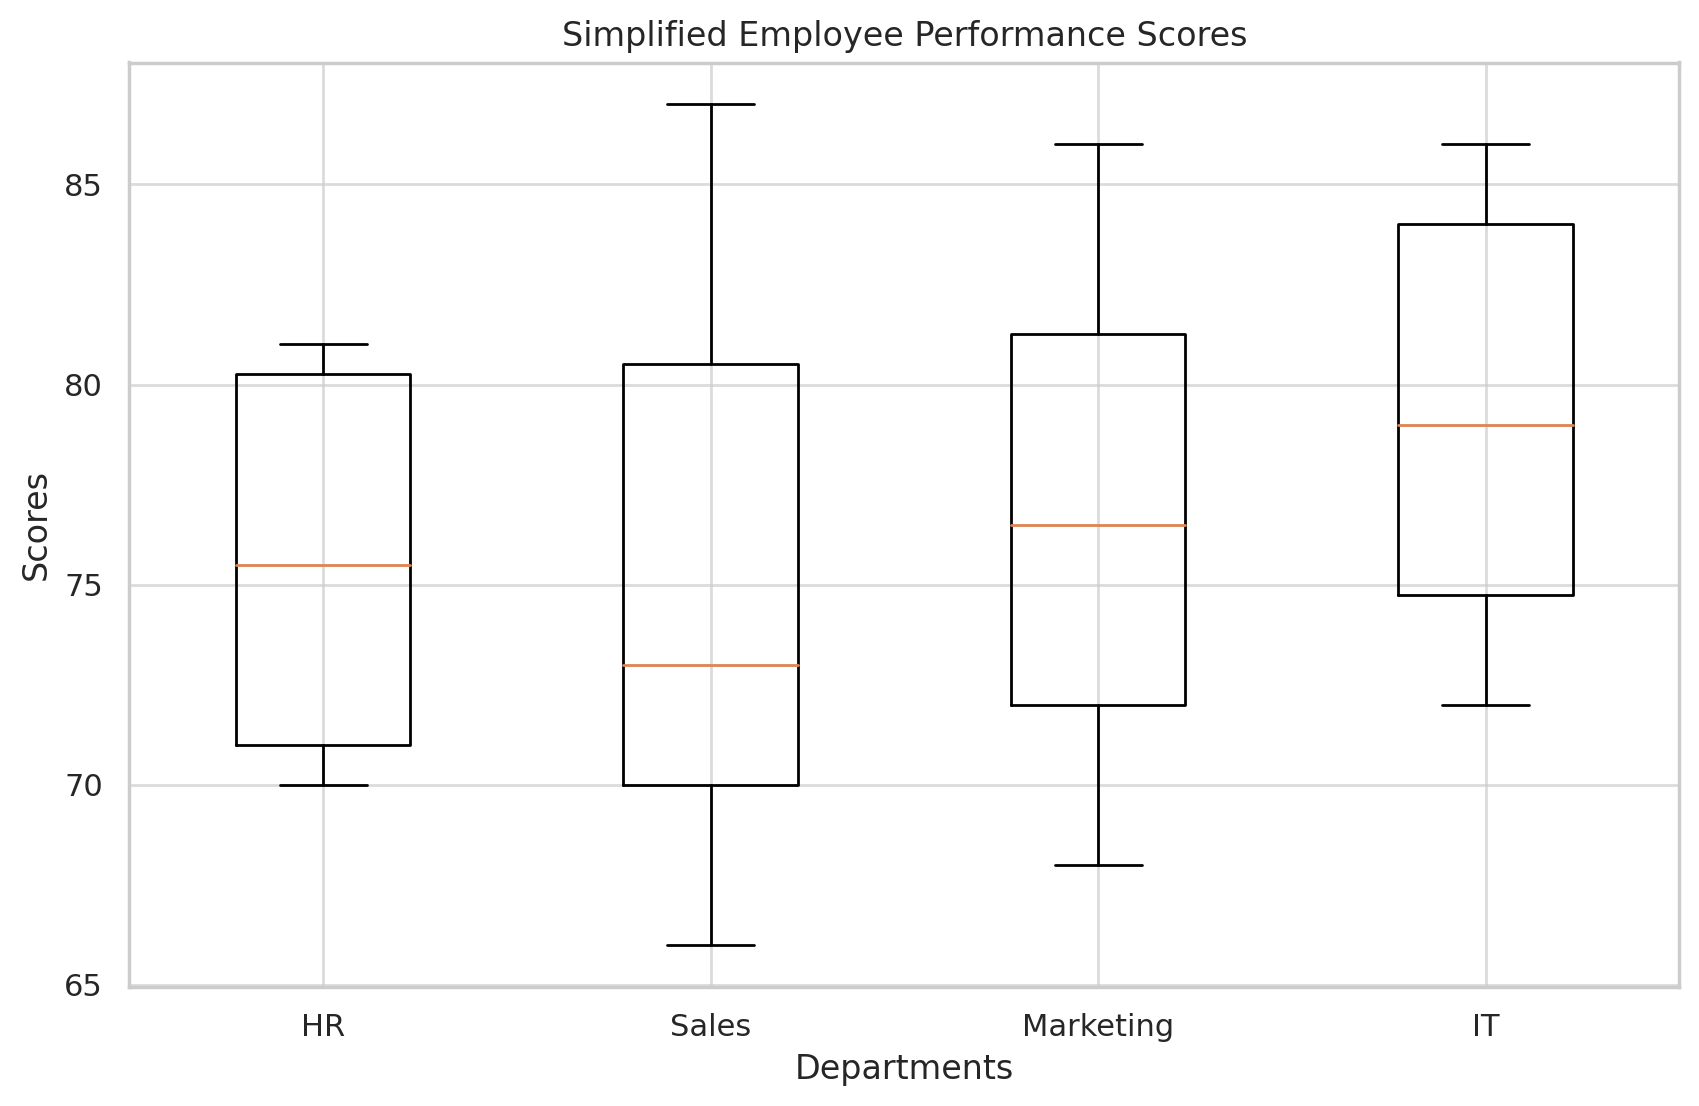 Simplified Employee Performance Scores
Scores
85
80
75
70
65
HR
Sales
Marketing
IT
Departments